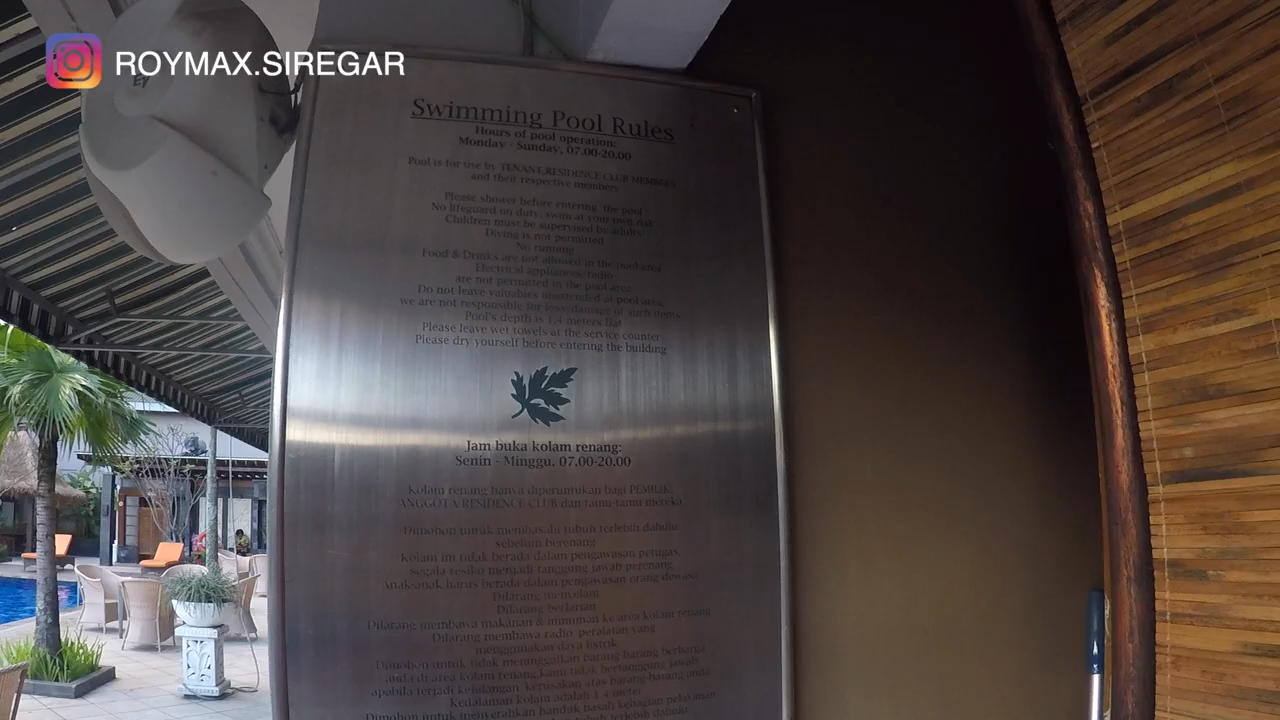 ROYMAX.SIREGAR
Swimming Pool Rules
Hours of pool operation:
Monday - Sunday, 07.00-20.00
Pool is for use by TENANT,RESIDENCE CLUB MEMBERS
and their respective members
Please shower before entering the pool
No lifeguard on duty, swim at your own risk
Children must be supervised by adults
Diving is not permitted
No running
Food & Drinks are not allowed in the pool area
Electrical appliances, radio
are not permitted in the pool area
Do not leave valuables unattended at pool area,
we are not responsible for loss/damage of such items
Pool's depth is 1,4 meters flat
Please leave wet towels at the service counter
Please dry yourself before entering the building
Jam buka kolam renang:
Senin - Minggu, 07.00-20.00
Kolam renang hanya diperuntukan bagi PEMILIK,
ANGGOTA RESIDENCE CLUB dan tamu-tamu mereka
Dimohon untuk membasahi tubuh terlebih dahulu
sebelum berenang
Kolam ini tidak berada dalam pengawasan petugas,
segala resiko menjadi tanggung jawab perenang
Anak-anak harus berada dalam pengawasan orang dewasa
Dilarang menyelam
Dilarang berlarian
Dilarang membawa makanan & minuman ke area kolam renang
Dilarang membawa radio peralatan yang
menggunakan daya listrik
Dimohon untuk tidak meninggalkan barang-barang berharga
anda di area kolam renang,kami tidak bertanggung jawab
apabila terjadi kehilangan kerusakan atas barang-barang anda
Kedalaman kolam adalah 1.4 meter
Dimohon untuk menyerahkan handuk basah kebagian pelayanan
tubuh terlebih dahulu